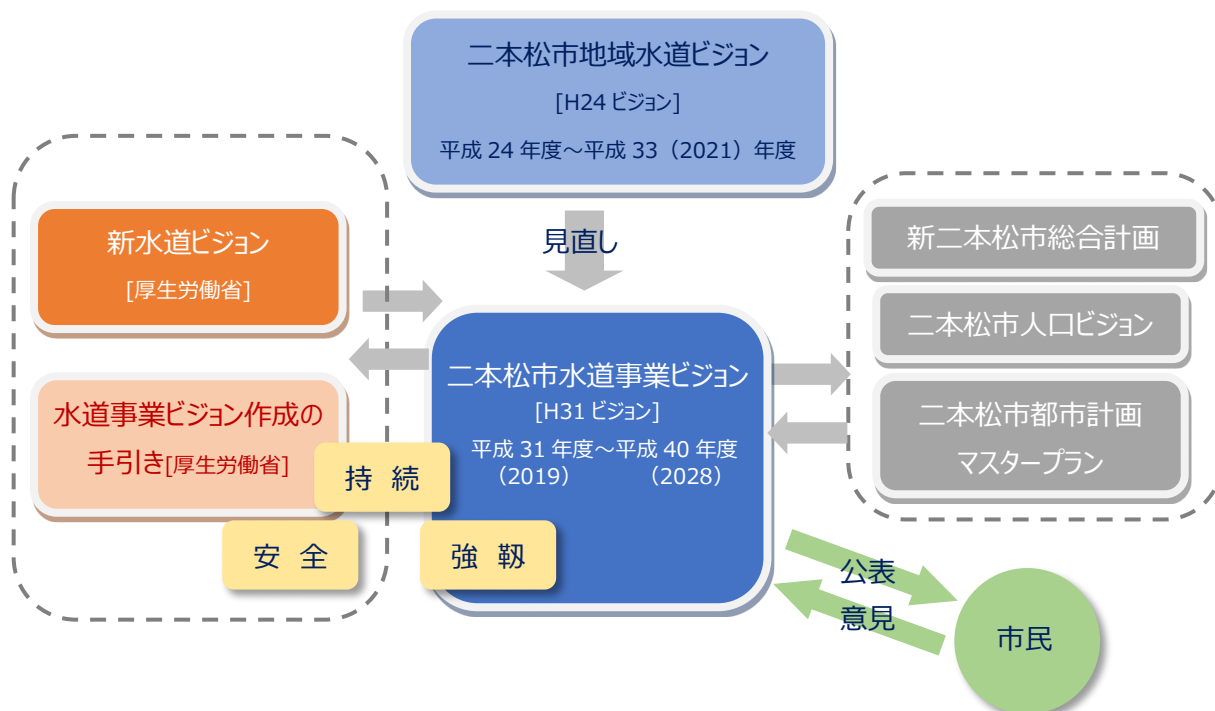 二本松市地域水道ビジョン
[H24 ビジョン]
平成 24 年度～平成 33（2021）年度
見直し
新水道ビジョン
[厚生労働省]
水道事業ビジョン作成の
手引き[厚生労働省]
持 続
安 全
強 靱
二本松市水道事業ビジョン
[H31 ビジョン]
平成 31 年度～平成 40 年度
（2019） （2028）
新二本松市総合計画
二本松市人口ビジョン
二本松市都市計画
マスタープラン
公表
意見
市民